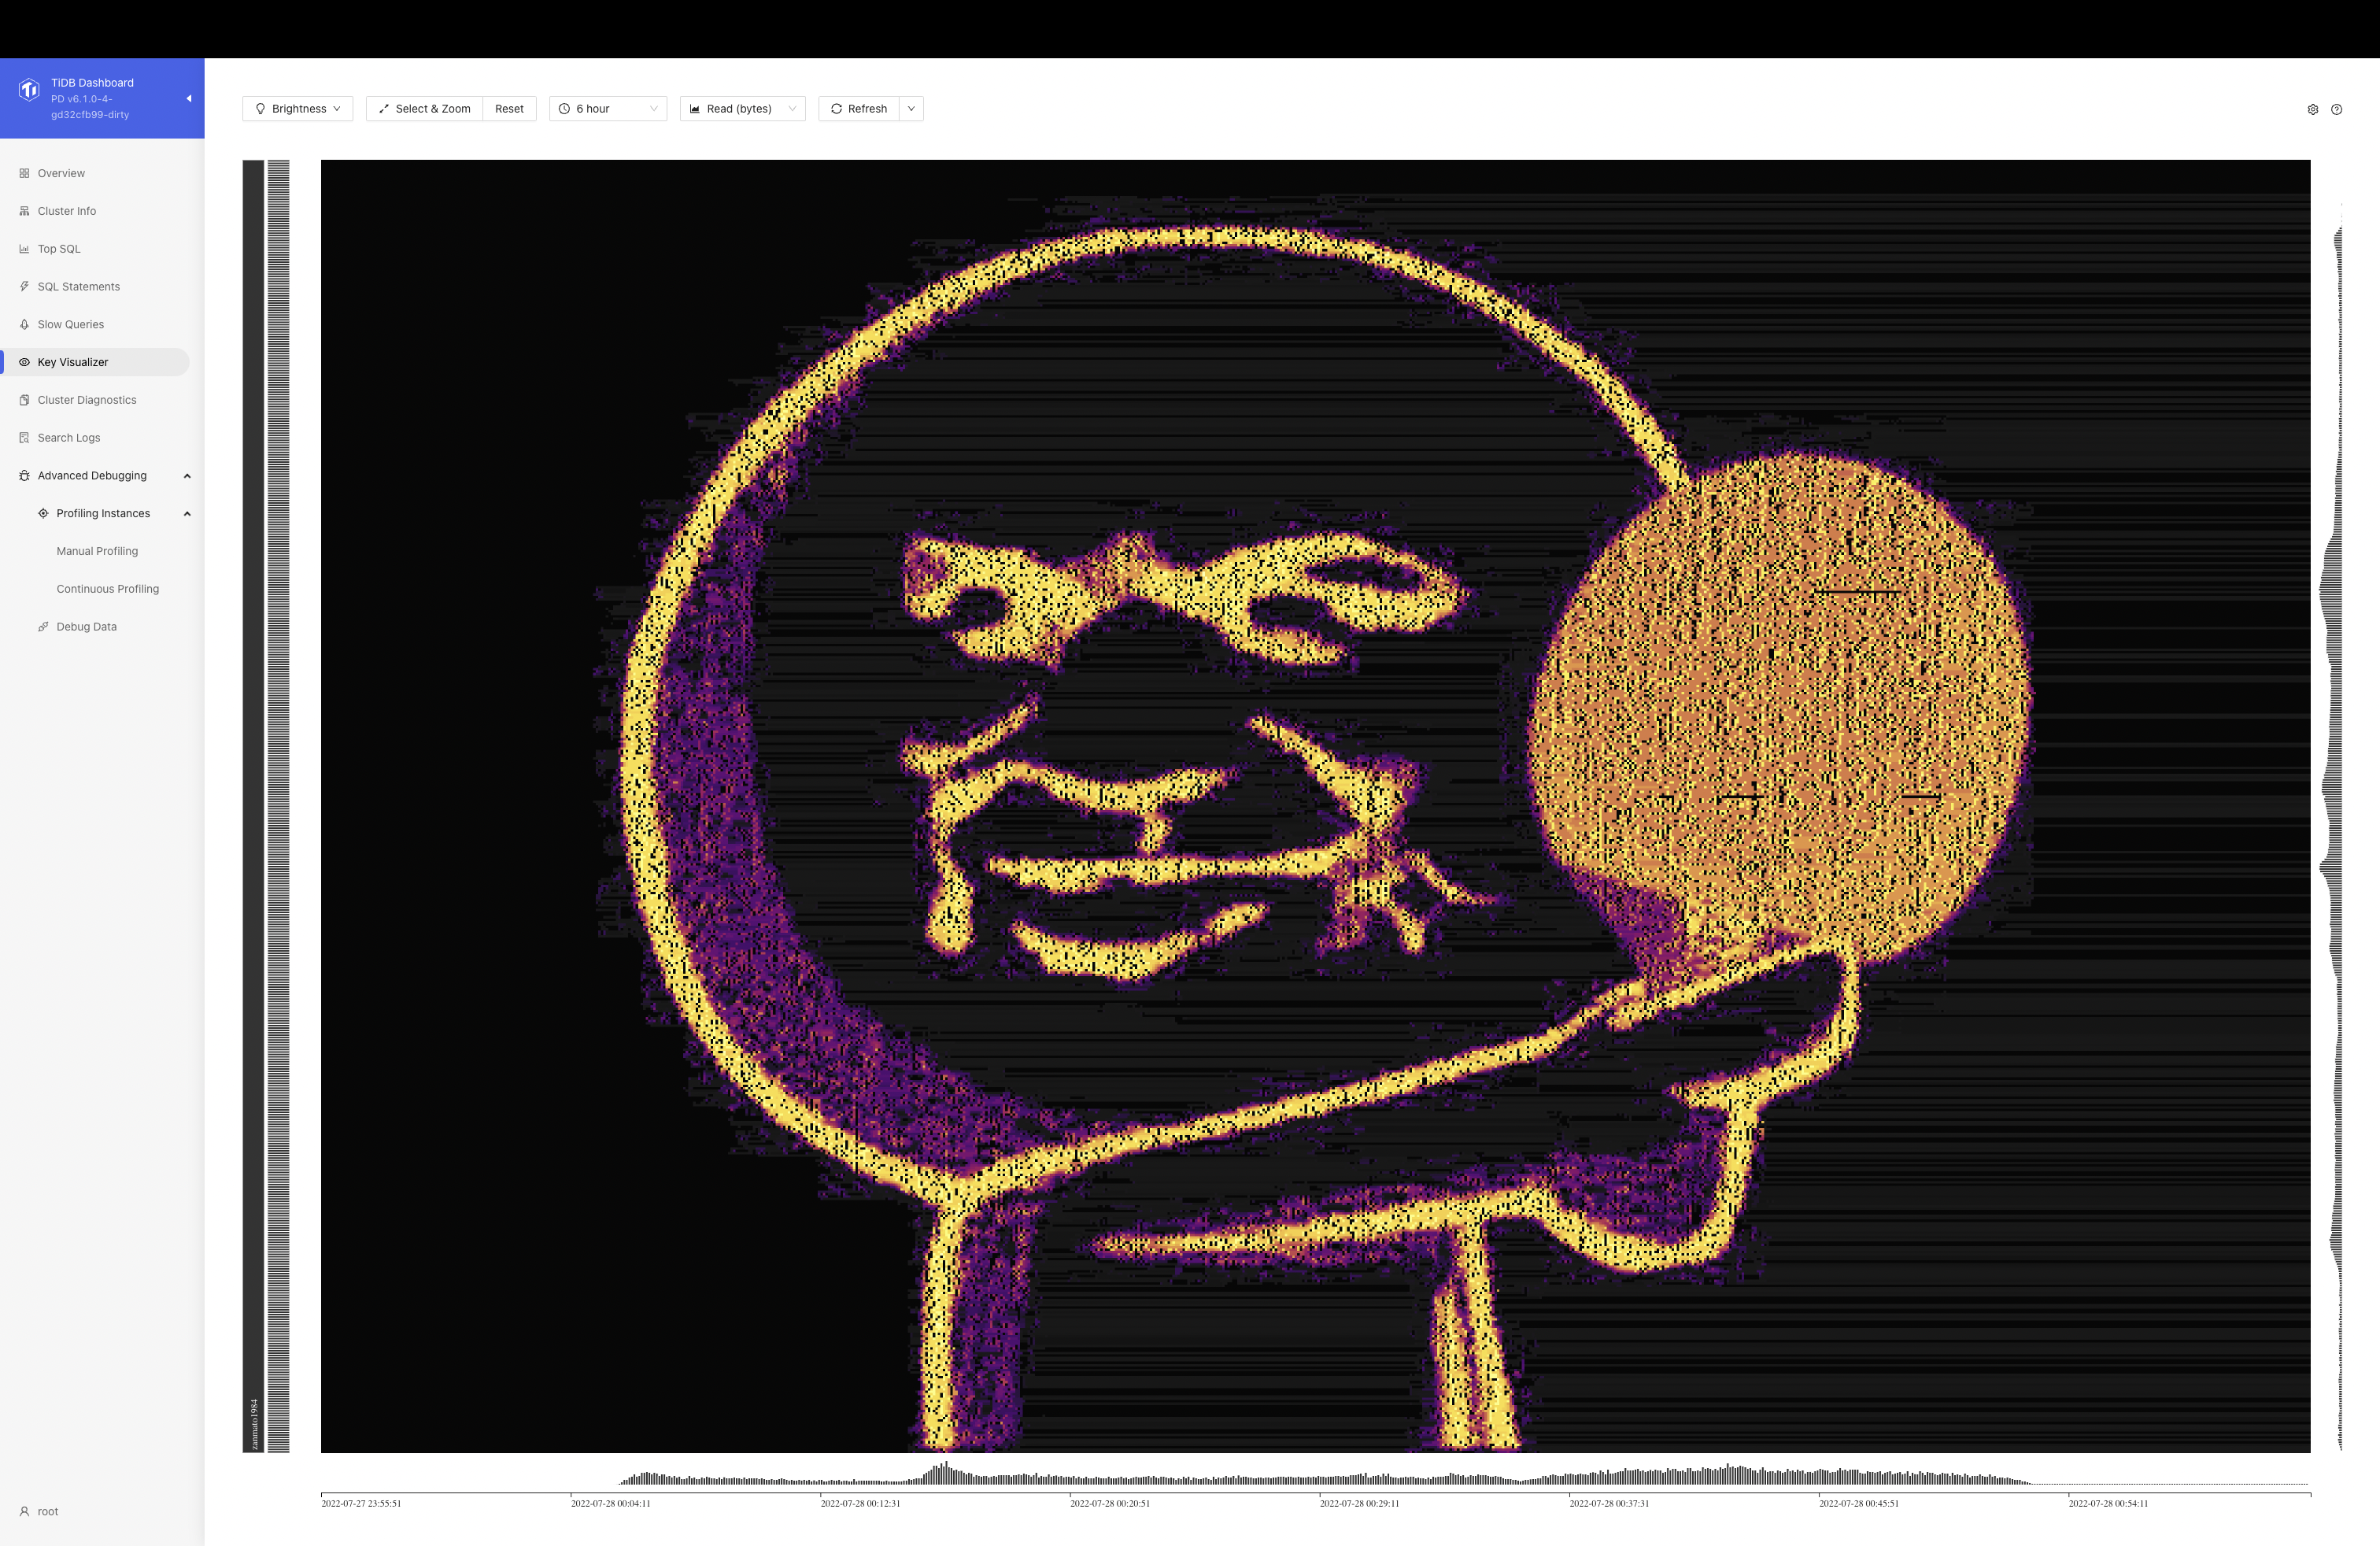 TiDB Dashboard
PD v6.1.0-4-
gd32cfb99-dirty
Overview
Cluster Info
Top SQL
SQL Statements
Slow Queries
Key Visualizer
Cluster Diagnostics
Search Logs
Advanced Debugging
Profiling Instances
Manual Profiling
Continuous Profiling
Debug Data
root
Brightness Select & Zoom Reset 6 hour Read (bytes) Refresh
zanmato1984
2022-07-27 23:55:51 2022-07-28 00:04:11 2022-07-28 00:12:31 2022-07-28 00:20:51 2022-07-28 00:29:11 2022-07-28 00:37:31 2022-07-28 00:45:51 2022-07-28 00:54:11